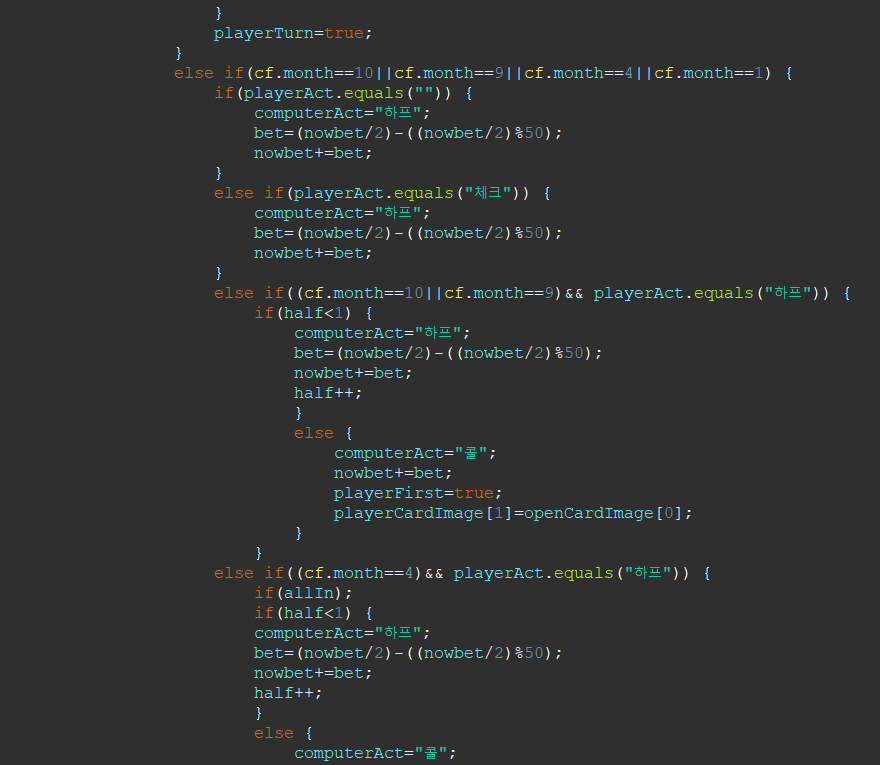 }
playerTurn=true;
}
else if(cf.month==10||cf.month==9||cf.month==4||cf.month==1) {
if(playerAct.equals("")) {
computerAct="하프";
bet=(nowbet/2)-((nowbet/2)%50);
nowbet+=bet;
}
else if(playerAct.equals("체크")) {
computerAct="하프";
bet=(nowbet/2)-((nowbet/2)%50);
nowbet+=bet;
}
else if((cf.month==10||cf.month==9)&& playerAct.equals("하프")) {
if(half<1) {
computerAct="하프";
bet=(nowbet/2)-((nowbet/2)%50);
nowbet+=bet;
half++;
}
else {
computerAct="콜";
nowbet+=bet;
playerFirst=true;
playerCardImage[1]=openCardImage[0];
}
}
else if((cf.month==4)&& playerAct.equals("하프")) {
if(allIn);
if(half<1) {
computerAct="하프";
bet=(nowbet/2)-((nowbet/2)%50);
nowbet+=bet;
half++;
}
else {
computerAct="콜";